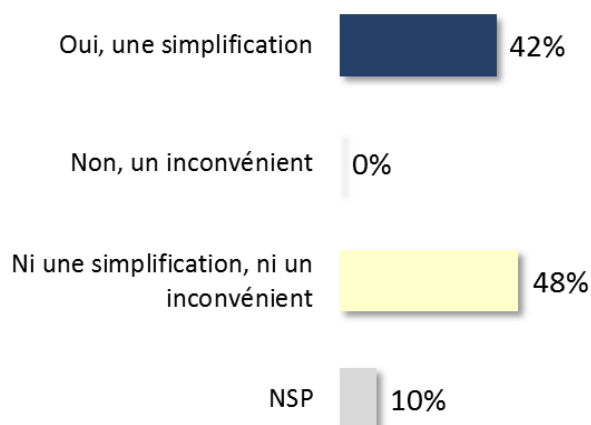 Oui, une simplification 42%
Non, un inconvénient 0%
Ni une simplification, ni un
inconvénient 48%
NSP 10%